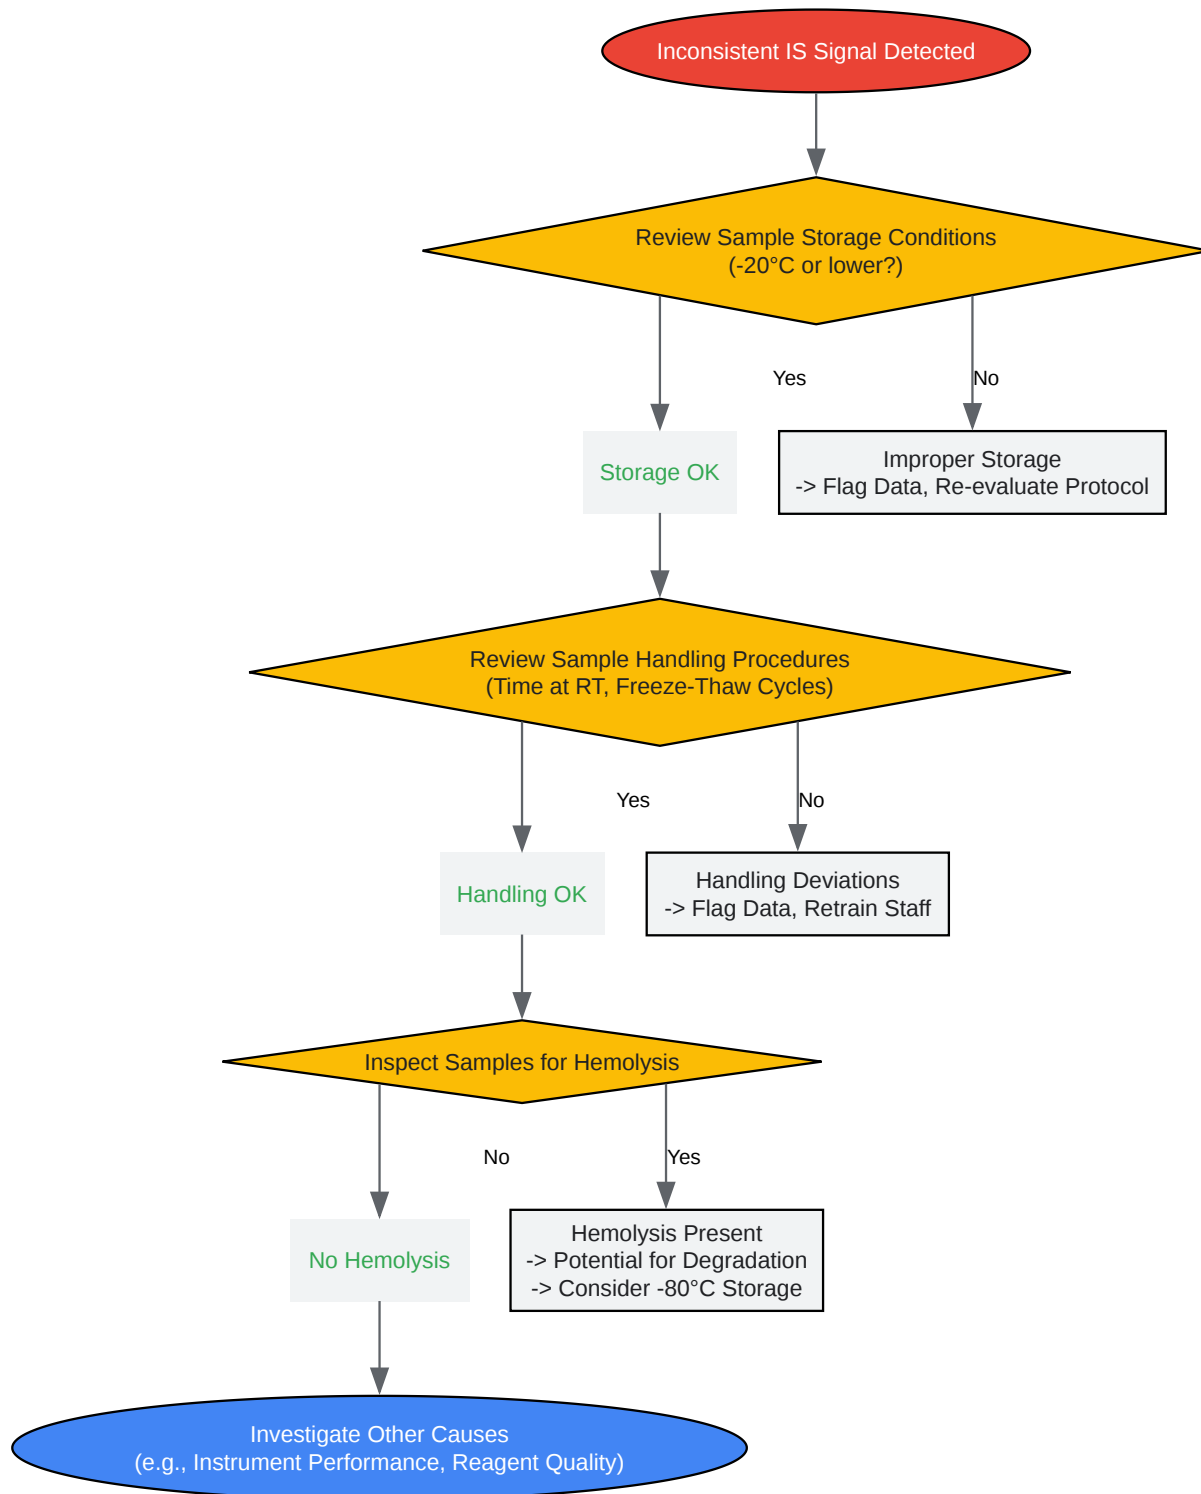 Inconsistent IS Signal Detected
Review Sample Storage Conditions
(-20°C or lower?)
Yes
No
Storage OK
Improper Storage
-> Flag Data, Re-evaluate Protocol
Review Sample Handling Procedures
(Time at RT, Freeze-Thaw Cycles)
Yes
No
Handling OK
Handling Deviations
-> Flag Data, Retrain Staff
Inspect Samples for Hemolysis
No
Yes
No Hemolysis
Hemolysis Present
-> Potential for Degradation
-> Consider -80°C Storage
Investigate Other Causes
(e.g., Instrument Performance, Reagent Quality)